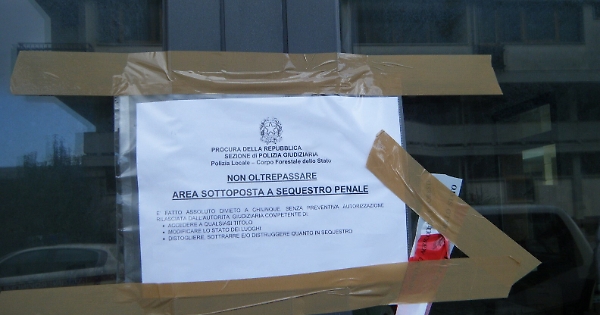 PROCURA DELLA REPUBBLICA
SEZIONE di POLIZIA GIUDIZIARIA
Polizia Locale – Corpo Forestale dello Stato
NON OLTREPASSARE
AREA SOTTOPOSTA A SEQUESTRO PENALE
E' FATTO ASSOLUTO DIVIETO A CHIUNQUE, SENZA PREVENTIVA AUTORIZZAZIONE
RILASCIATA DALL'AUTORITA' GIUDIZIARIA COMPETENTE DI:
• ACCEDERE A QUALSIASI TITOLO
• MODIFICARE LO STATO DEI LUOGHI
• DISTOGLIERE, SOTTRARRE E/O DISTRUGGERE QUANTO IN SEQUESTRO